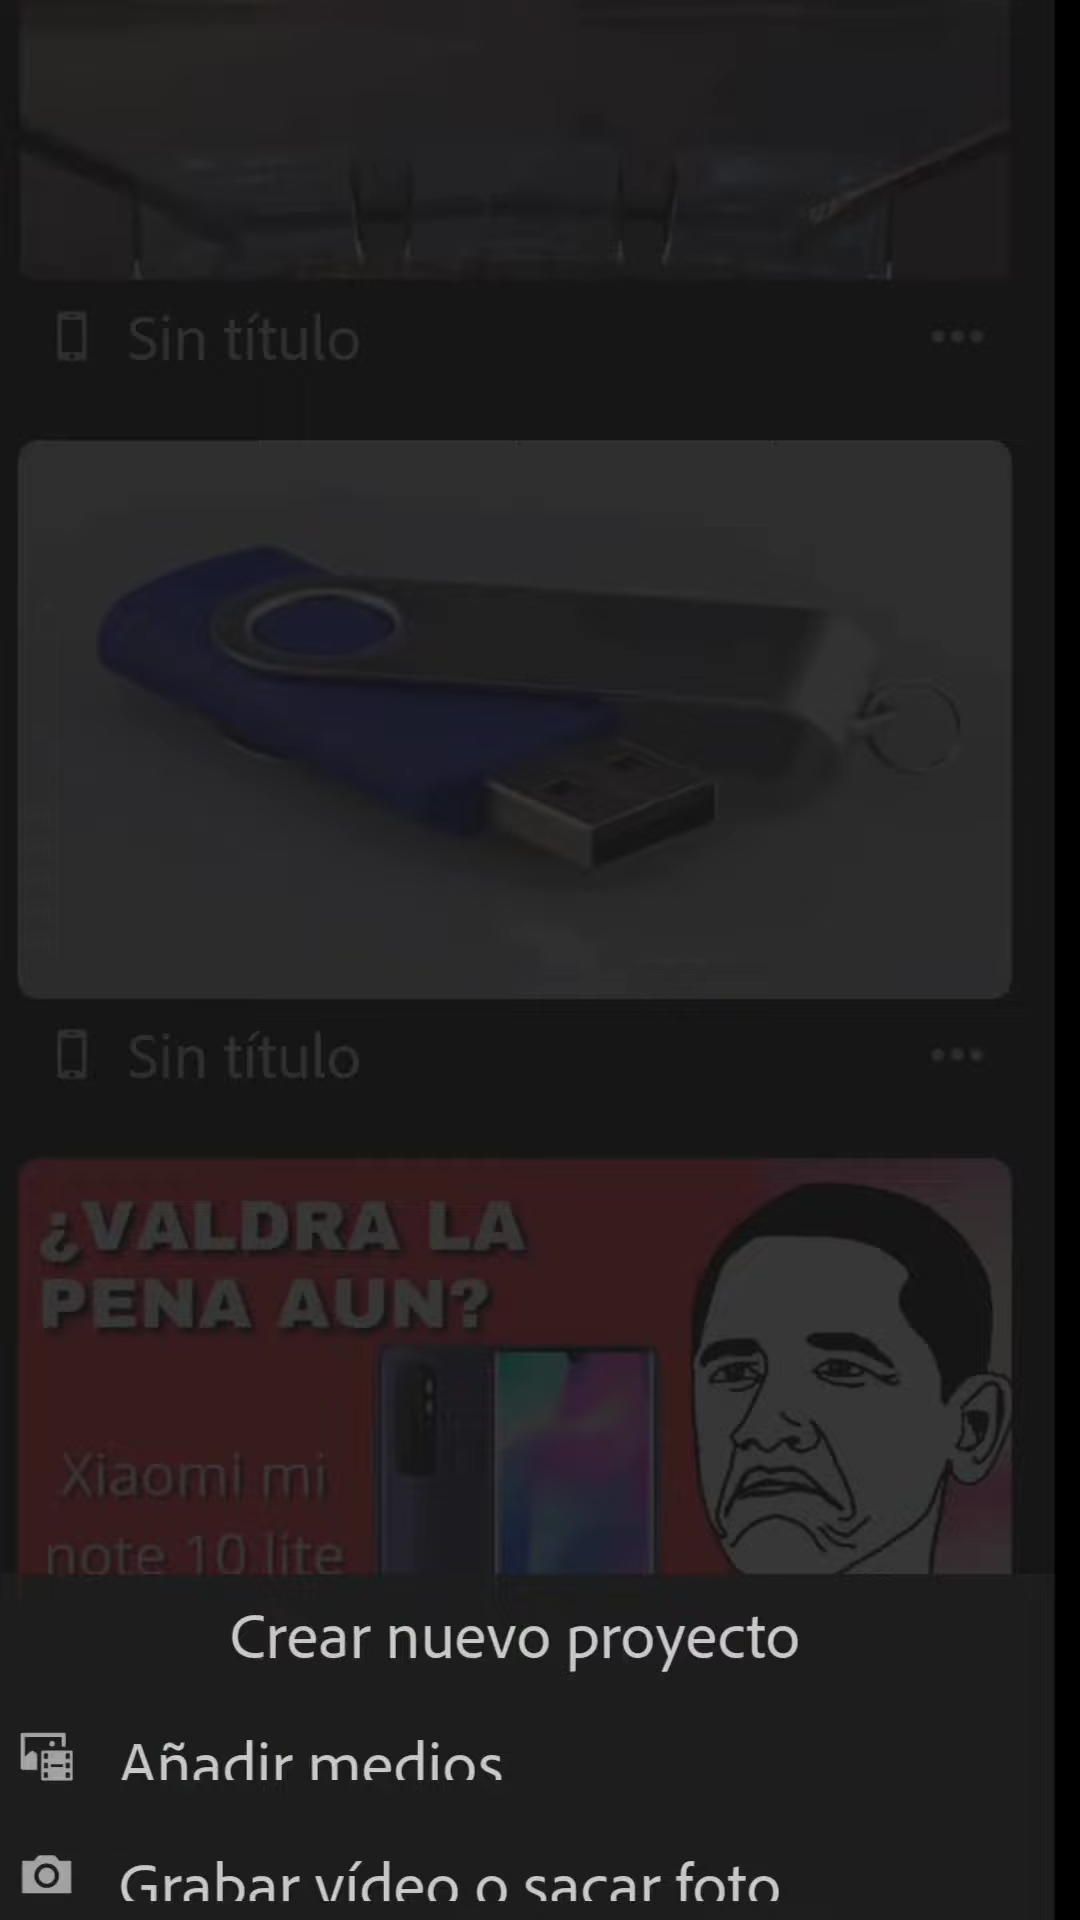 Sin título
Sin título
¿VALDRA LA
PENA AUN?
Xiaomi mi
note 10 lite
Crear nuevo proyecto
Añadir medios
Grabar vídeo o sacar foto